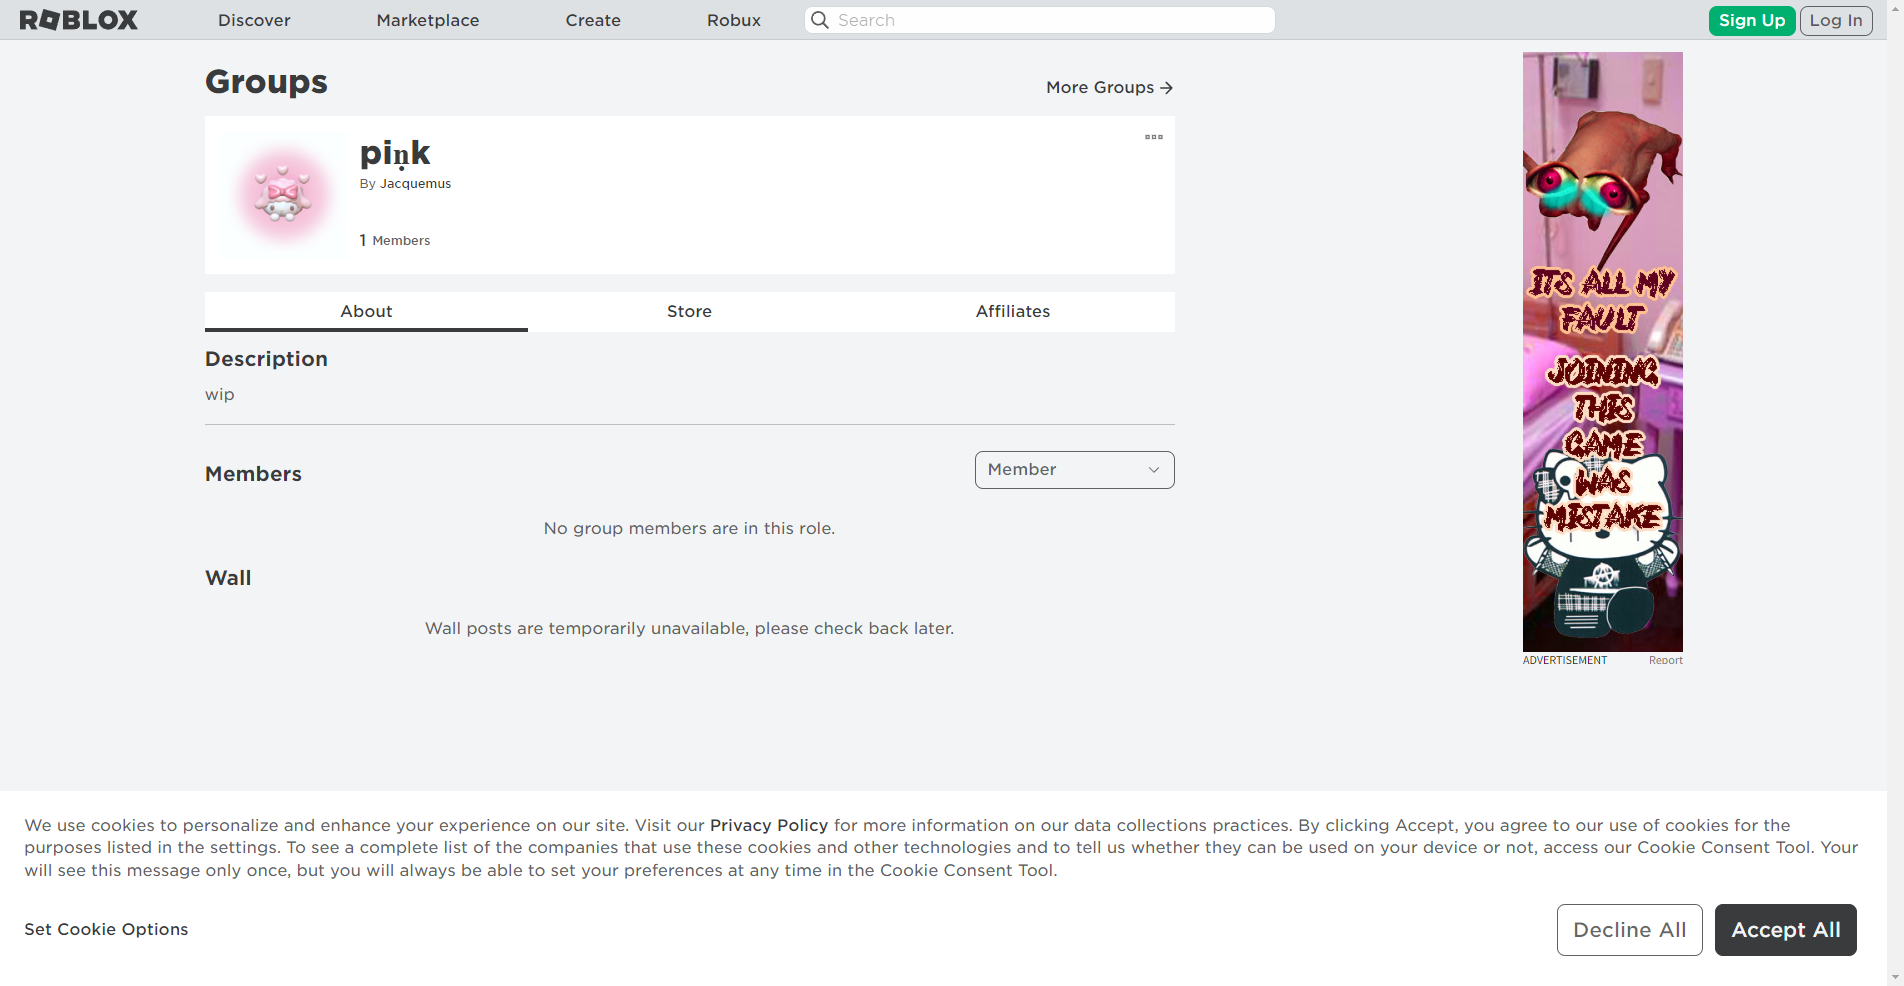 ROBLOX
Discover
Marketplace
Create
Robux
Search
Sign Up
Log In
Groups
More Groups →
piṇk
By Jacquemus
1 Members
About
Store
Affiliates
Description
wip
Members
Member
No group members are in this role.
Wall
Wall posts are temporarily unavailable, please check back later.
ITS ALL MY
FAULT
JOINING
THIS
GAME
WAS
MISTAKE
ADVERTISEMENT
Report
We use cookies to personalize and enhance your experience on our site. Visit our Privacy Policy for more information on our data collections practices. By clicking Accept, you agree to our use of cookies for the
purposes listed in the settings. To see a complete list of the companies that use these cookies and other technologies and to tell us whether they can be used on your device or not, access our Cookie Consent Tool. Your
will see this message only once, but you will always be able to set your preferences at any time in the Cookie Consent Tool.
Set Cookie Options
Decline All
Accept All